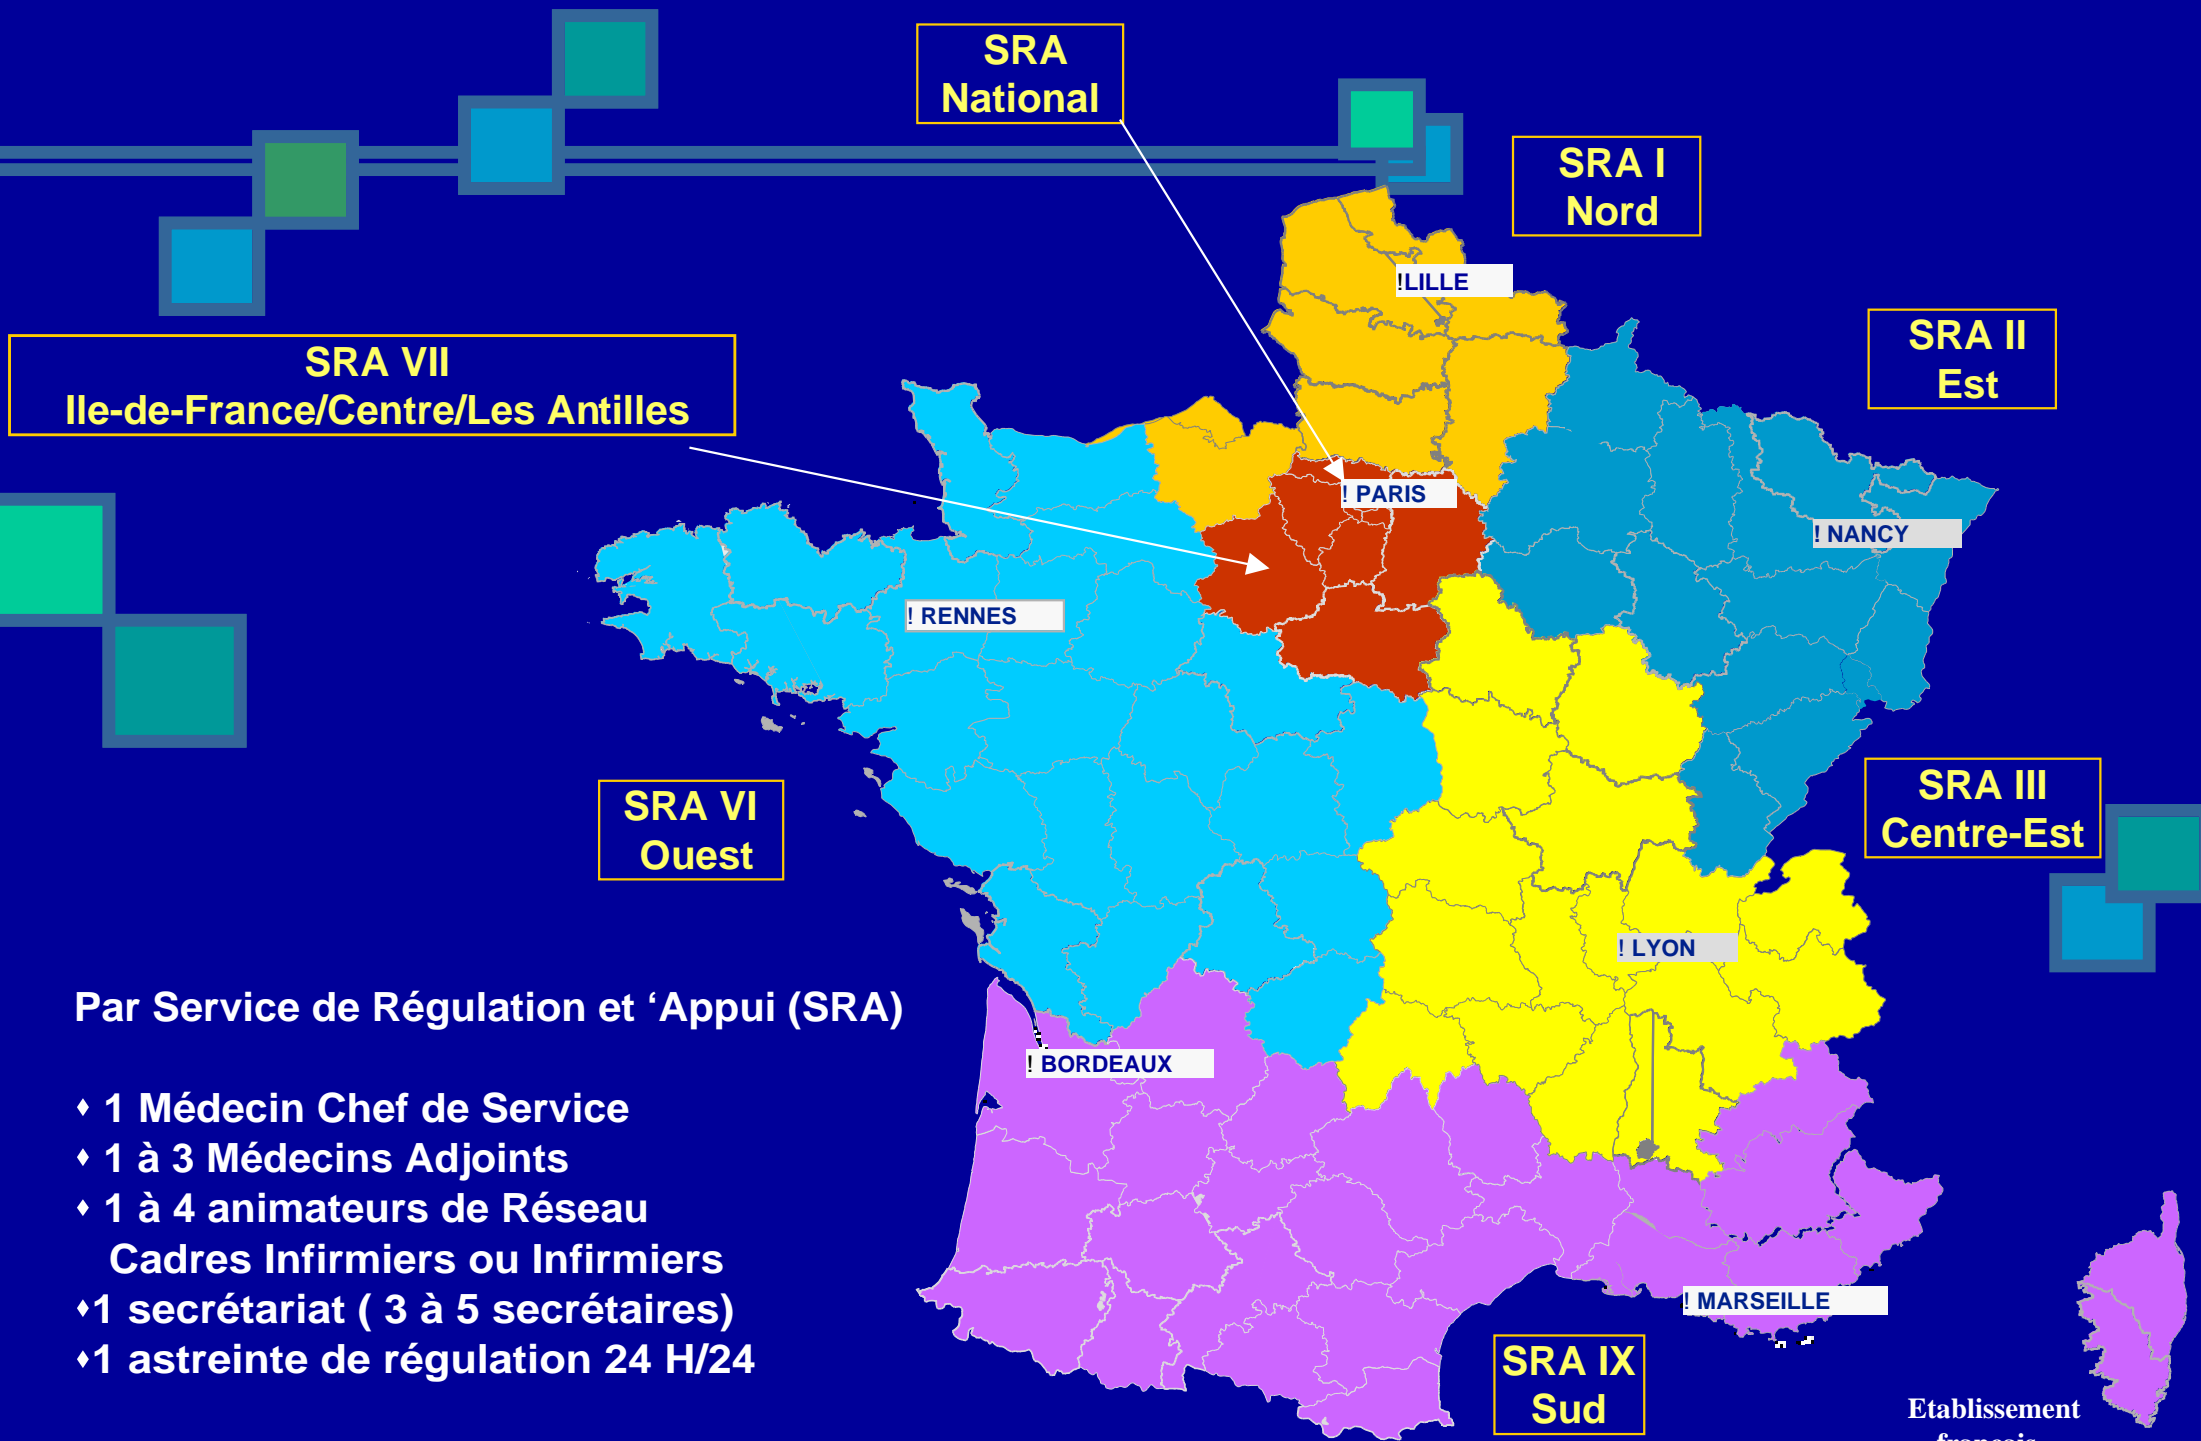 SRA
National
SRA I
Nord
!LILLE
SRA II
Est
SRA VII
Ile-de-France/Centre/Les Antilles
! PARIS
! NANCY
! RENNES
SRA VI
Ouest
SRA III
Centre-Est
! LYON
Par Service de Régulation et ‘Appui (SRA)
! BORDEAUX
⬧ 1 Médecin Chef de Service
⬧ 1 à 3 Médecins Adjoints
⬧ 1 à 4 animateurs de Réseau
Cadres Infirmiers ou Infirmiers
⬧1 secrétariat ( 3 à 5 secrétaires)
⬧1 astreinte de régulation 24 H/24
! MARSEILLE
SRA IX
Sud
Etablissement
français